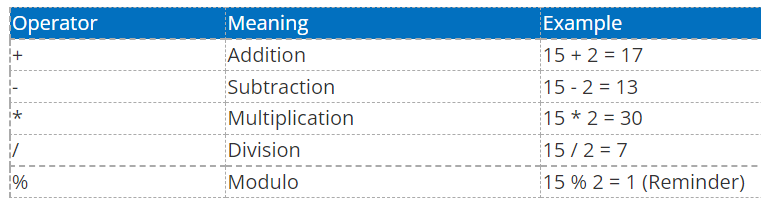 Operator Meaning Example
+ Addition 15 + 2 = 17
- Subtraction 15 - 2 = 13
* Multiplication 15 * 2 = 30
/ Division 15 / 2 = 7
% Modulo 15 % 2 = 1 (Reminder)